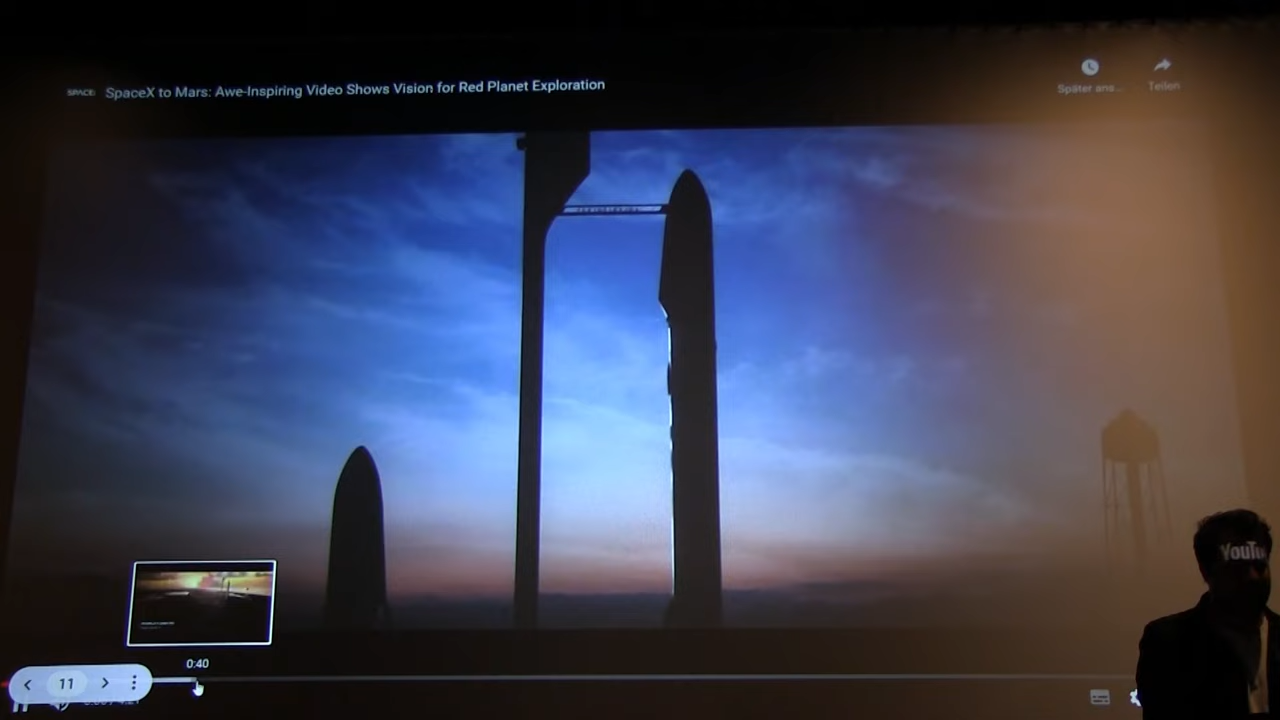 SPACE SpaceX to Mars: Awe-Inspiring Video Shows Vision for Red Planet Exploration
Später ans...
Teilen
0:40
11
YouTu